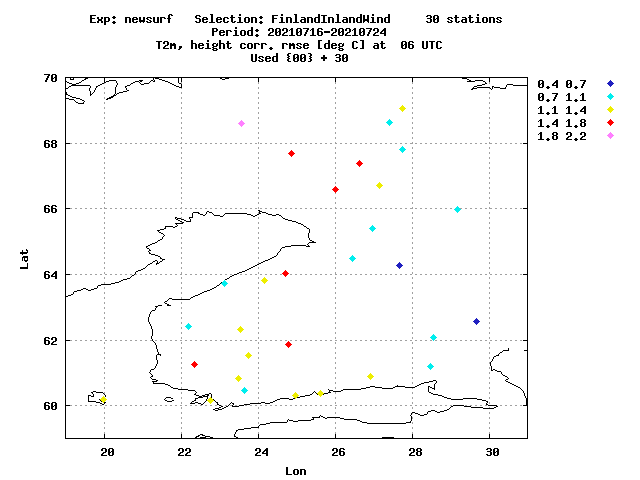 Exp: newsurf   Selection: FinlandInlandWind     30 stations
Period: 20210716-20210724
T2m, height corr. rmse [deg C] at  06 UTC
Used {00} + 30
0.4 0.7
0.7 1.1
1.1 1.4
1.4 1.8
1.8 2.2
70
68
66
64
62
60
Lat
20 22 24 26 28 30
Lon